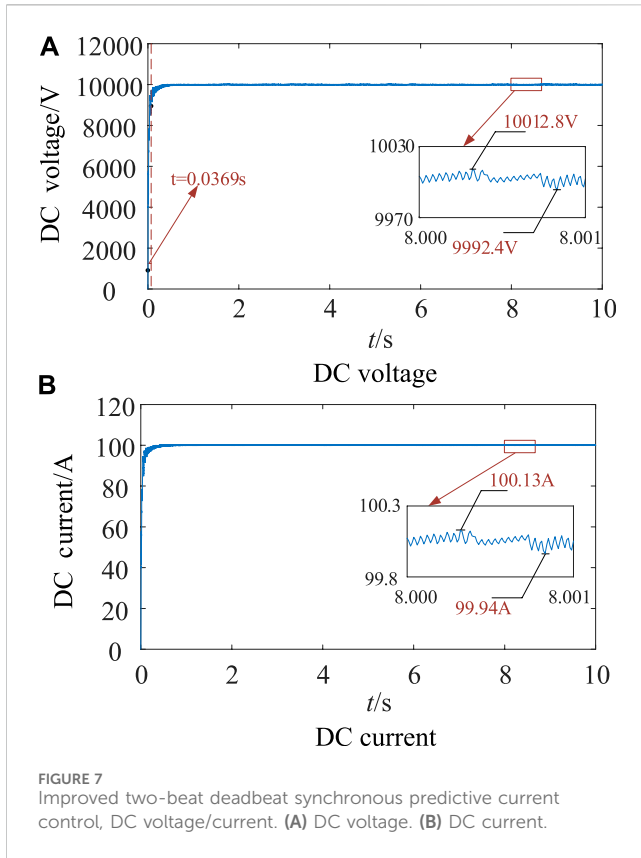 A
12000
10000
8000
6000
4000
2000
0
DC voltage/V
t=0.0369s
10012.8V
10030
9970
8.000 8.001
9992.4V
0 2 4 6 8 10
t/s
DC voltage
B
120
100
80
60
40
20
0
DC current/A
100.13A
100.3
99.8
8.000 8.001
99.94A
0 2 4 6 8 10
t/s
DC current
FIGURE 7
Improved two-beat deadbeat synchronous predictive current
control, DC voltage/current. (A) DC voltage. (B) DC current.